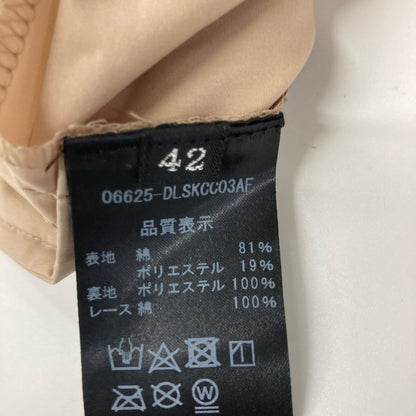 42
06625-DLSKCC03AF
品質表示
表地 綿 81%
ポリエステル 19%
裏地 ポリエステル 100%
レース 綿 100%
W